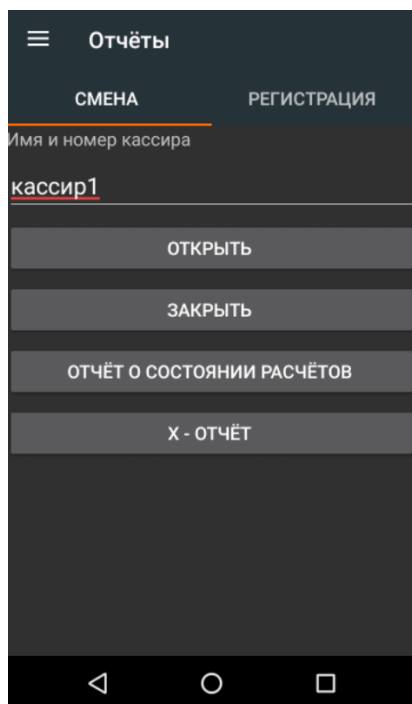 Отчёты
СМЕНА РЕГИСТРАЦИЯ
Имя и номер кассира
кассир1
ОТКРЫТЬ
ЗАКРЫТЬ
ОТЧЁТ О СОСТОЯНИИ РАСЧЁТОВ
X - ОТЧЁТ